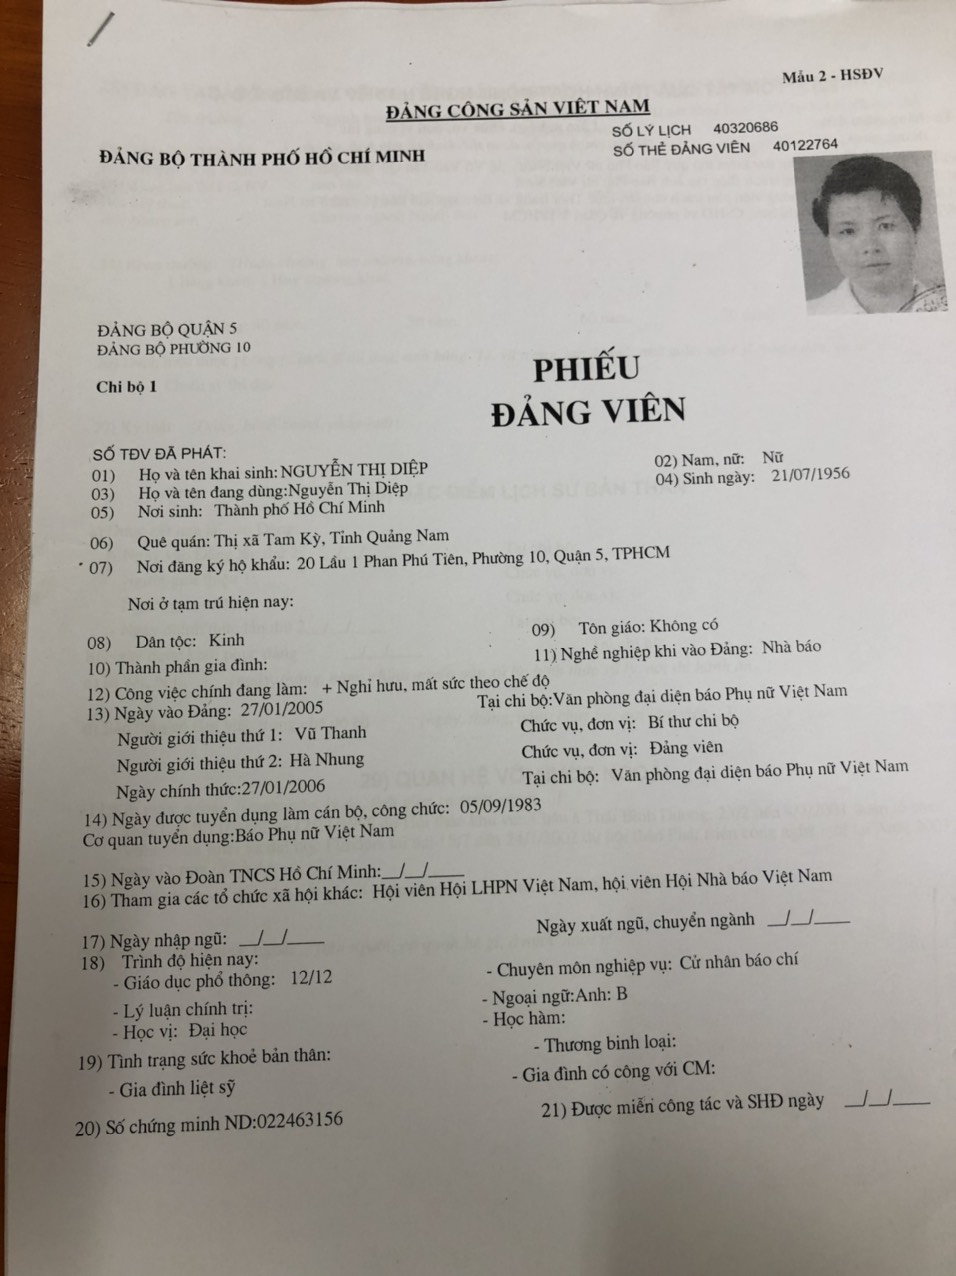 Mẫu 2 - HSĐV
ĐẢNG CÔNG SẢN VIỆT NAM
SỐ LÝ LỊCH 40320686
ĐẢNG BỘ THÀNH PHỐ HỒ CHÍ MINH
SỐ THẺ ĐẢNG VIÊN 40122764
ĐẢNG BỘ QUẬN 5
ĐẢNG BỘ PHƯỜNG 10
Chi bộ 1
PHIẾU
ĐẢNG VIÊN
SỐ TĐV ĐÃ PHÁT:
01) Họ và tên khai sinh: NGUYỄN THỊ DIỆP 02) Nam, nữ: Nữ
03) Họ và tên đang dùng:Nguyễn Thị Diệp 04) Sinh ngày: 21/07/1956
05) Nơi sinh: Thành phố Hồ Chí Minh
06) Quê quán: Thị xã Tam Kỳ, Tỉnh Quảng Nam
07) Nơi đăng ký hộ khẩu: 20 Lầu 1 Phan Phú Tiên, Phường 10, Quận 5, TPHCM
Nơi ở tạm trú hiện nay:
08) Dân tộc: Kinh 09) Tôn giáo: Không có
10) Thành phần gia đình: 11) Nghề nghiệp khi vào Đảng: Nhà báo
12) Công việc chính đang làm: + Nghỉ hưu, mất sức theo chế độ
13) Ngày vào Đảng: 27/01/2005 Tại chi bộ:Văn phòng đại diện báo Phụ nữ Việt Nam
Người giới thiệu thứ 1: Vũ Thanh Chức vụ, đơn vị: Bí thư chi bộ
Người giới thiệu thứ 2: Hà Nhung Chức vụ, đơn vị: Đảng viên
Ngày chính thức:27/01/2006 Tại chi bộ: Văn phòng đại diện báo Phụ nữ Việt Nam
14) Ngày được tuyển dụng làm cán bộ, công chức: 05/09/1983
Cơ quan tuyển dụng:Báo Phụ nữ Việt Nam
15) Ngày vào Đoàn TNCS Hồ Chí Minh:__/__/____
16) Tham gia các tổ chức xã hội khác: Hội viên Hội LHPN Việt Nam, hội viên Hội Nhà báo Việt Nam
17) Ngày nhập ngũ: __/__/____ Ngày xuất ngũ, chuyển ngành __/__/____
18) Trình độ hiện nay:
- Giáo dục phổ thông: 12/12 - Chuyên môn nghiệp vụ: Cử nhân báo chí
- Lý luận chính trị: - Ngoại ngữ:Anh: B
- Học vị: Đại học - Học hàm:
19) Tình trạng sức khoẻ bản thân: - Thương binh loại:
- Gia đình liệt sỹ - Gia đình có công với CM:
20) Số chứng minh ND:022463156 21) Được miễn công tác và SHĐ ngày __/__/____